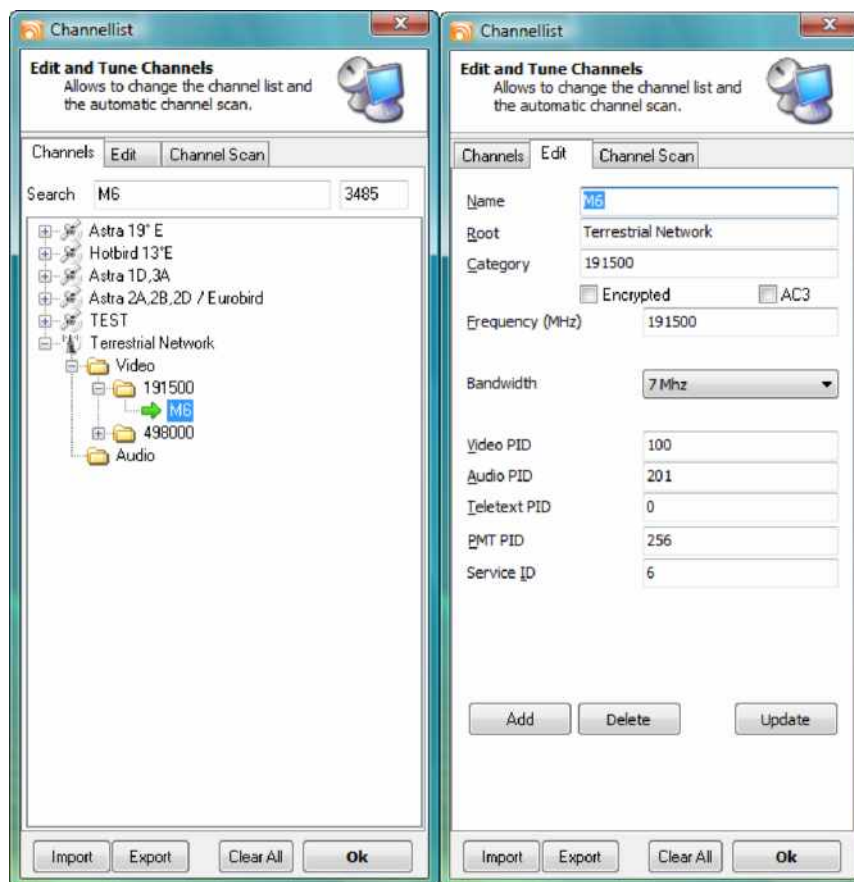 Channellist
Edit and Tune Channels
Allows to change the channel list and
the automatic channel scan.
Channels Edit Channel Scan
Search M6 3485
Astra 19° E
Hotbird 13°E
Astra 1D,3A
Astra 2A,2B,2D / Eurobird
TEST
Terrestrial Network
Video
191500
M6
498000
Audio
Import Export Clear All Ok
Channellist
Edit and Tune Channels
Allows to change the channel list and
the automatic channel scan.
Channels Edit Channel Scan
Name M6
Root Terrestrial Network
Category 191500
Encrypted AC3
Frequency (MHz) 191500
Bandwidth 7 Mhz
Video PID 100
Audio PID 201
Teletext PID 0
PMT PID 256
Service ID 6
Add Delete Update
Import Export Clear All Ok